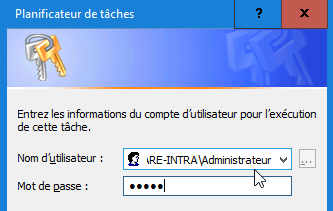 Planificateur de tâches
? x
Entrez les informations du compte d'utilisateur pour l'exécution
de cette tâche.
Nom d'utilisateur : \RE-INTRA\Administrateur ...
Mot de passe : •••••